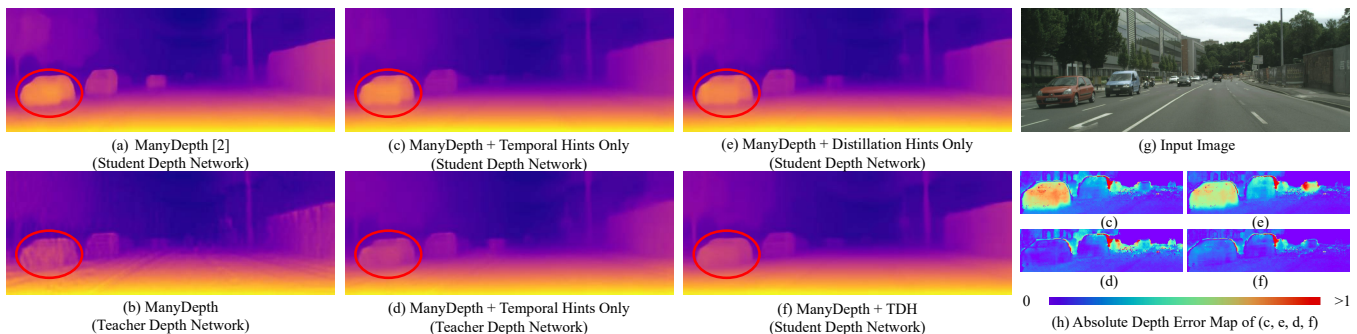 (a) ManyDepth [2]
(Student Depth Network)
(c) ManyDepth + Temporal Hints Only
(Student Depth Network)
(e) ManyDepth + Distillation Hints Only
(Student Depth Network)
(g) Input Image
(b) ManyDepth
(Teacher Depth Network)
(d) ManyDepth + Temporal Hints Only
(Teacher Depth Network)
(f) ManyDepth + TDH
(Student Depth Network)
(c)
(e)
(d)
(f)
0
>1
(h) Absolute Depth Error Map of (c, e, d, f)